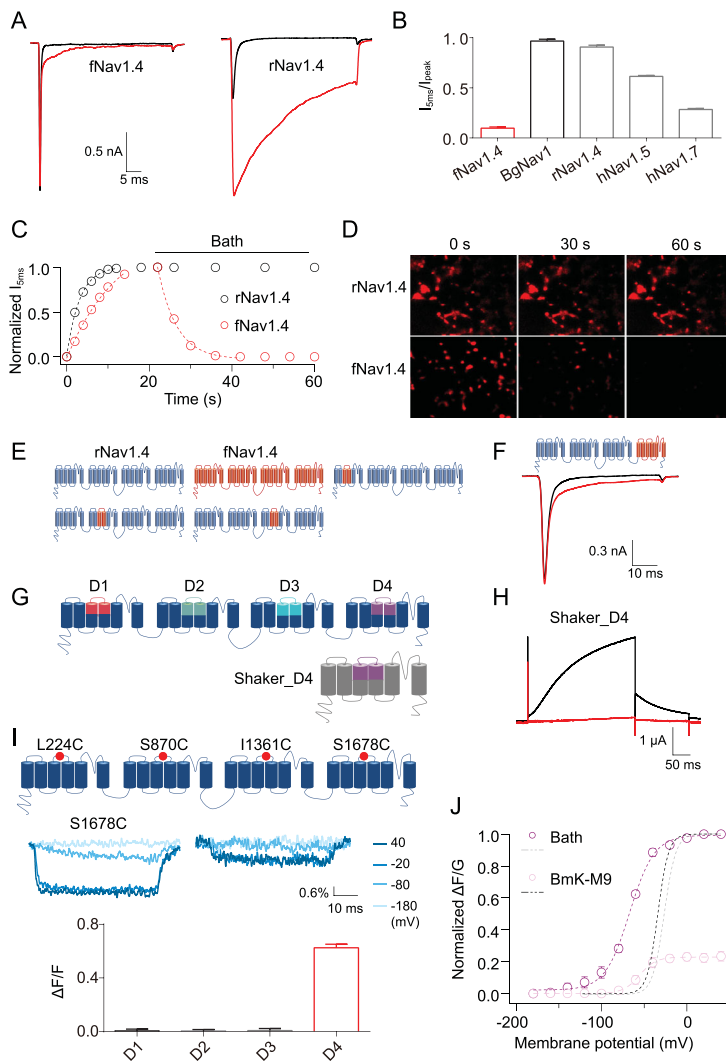 A
fNav1.4
rNav1.4
0.5 nA
5 ms
B
I5ms/Ipeak
1.0
0.5
0.0
fNav1.4
BgNav1
rNav1.4
hNav1.5
hNav1.7
C
Bath
Normalized I5ms
1.0
0.5
0.0
rNav1.4
fNav1.4
0 20 40 60
Time (s)
D
0 s 30 s 60 s
rNav1.4
fNav1.4
E
rNav1.4 fNav1.4
F
0.3 nA
10 ms
G
D1 D2 D3 D4
Shaker_D4
H
Shaker_D4
1 µA
50 ms
I
L224C S870C I1361C S1678C
S1678C
40
-20
-80
-180
(mV)
0.6%
10 ms
ΔF/F
0.8
0.4
0.0
D1 D2 D3 D4
J
Normalized ΔF/G
1.0
0.8
0.6
0.4
0.2
0.0
Bath
BmK-M9
-200 -100 0
Membrane potential (mV)